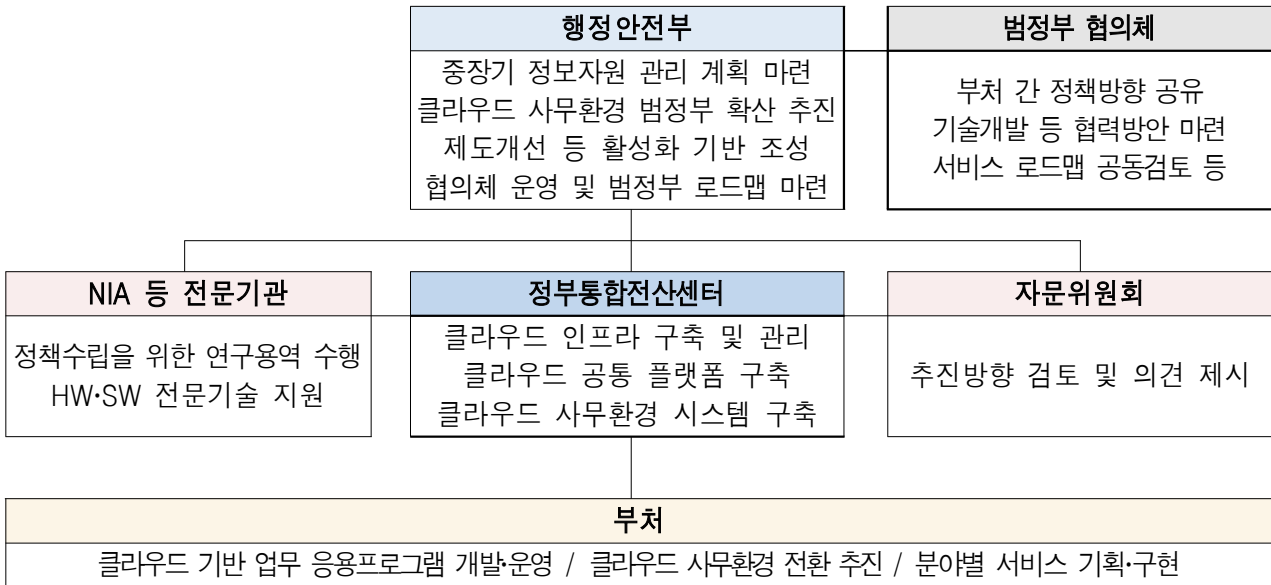 행정안전부
중장기 정보자원 관리 계획 마련
클라우드 사무환경 범정부 확산 추진
제도개선 등 활성화 기반 조성
협의체 운영 및 범정부 로드맵 마련
범정부 협의체
부처 간 정책방향 공유
기술개발 등 협력방안 마련
서비스 로드맵 공동검토 등
NIA 등 전문기관
정책수립을 위한 연구용역 수행
HW·SW 전문기술 지원
정부통합전산센터
클라우드 인프라 구축 및 관리
클라우드 공통 플랫폼 구축
클라우드 사무환경 시스템 구축
자문위원회
추진방향 검토 및 의견 제시
부처
클라우드 기반 업무 응용프로그램 개발·운영 / 클라우드 사무환경 전환 추진 / 분야별 서비스 기획·구현